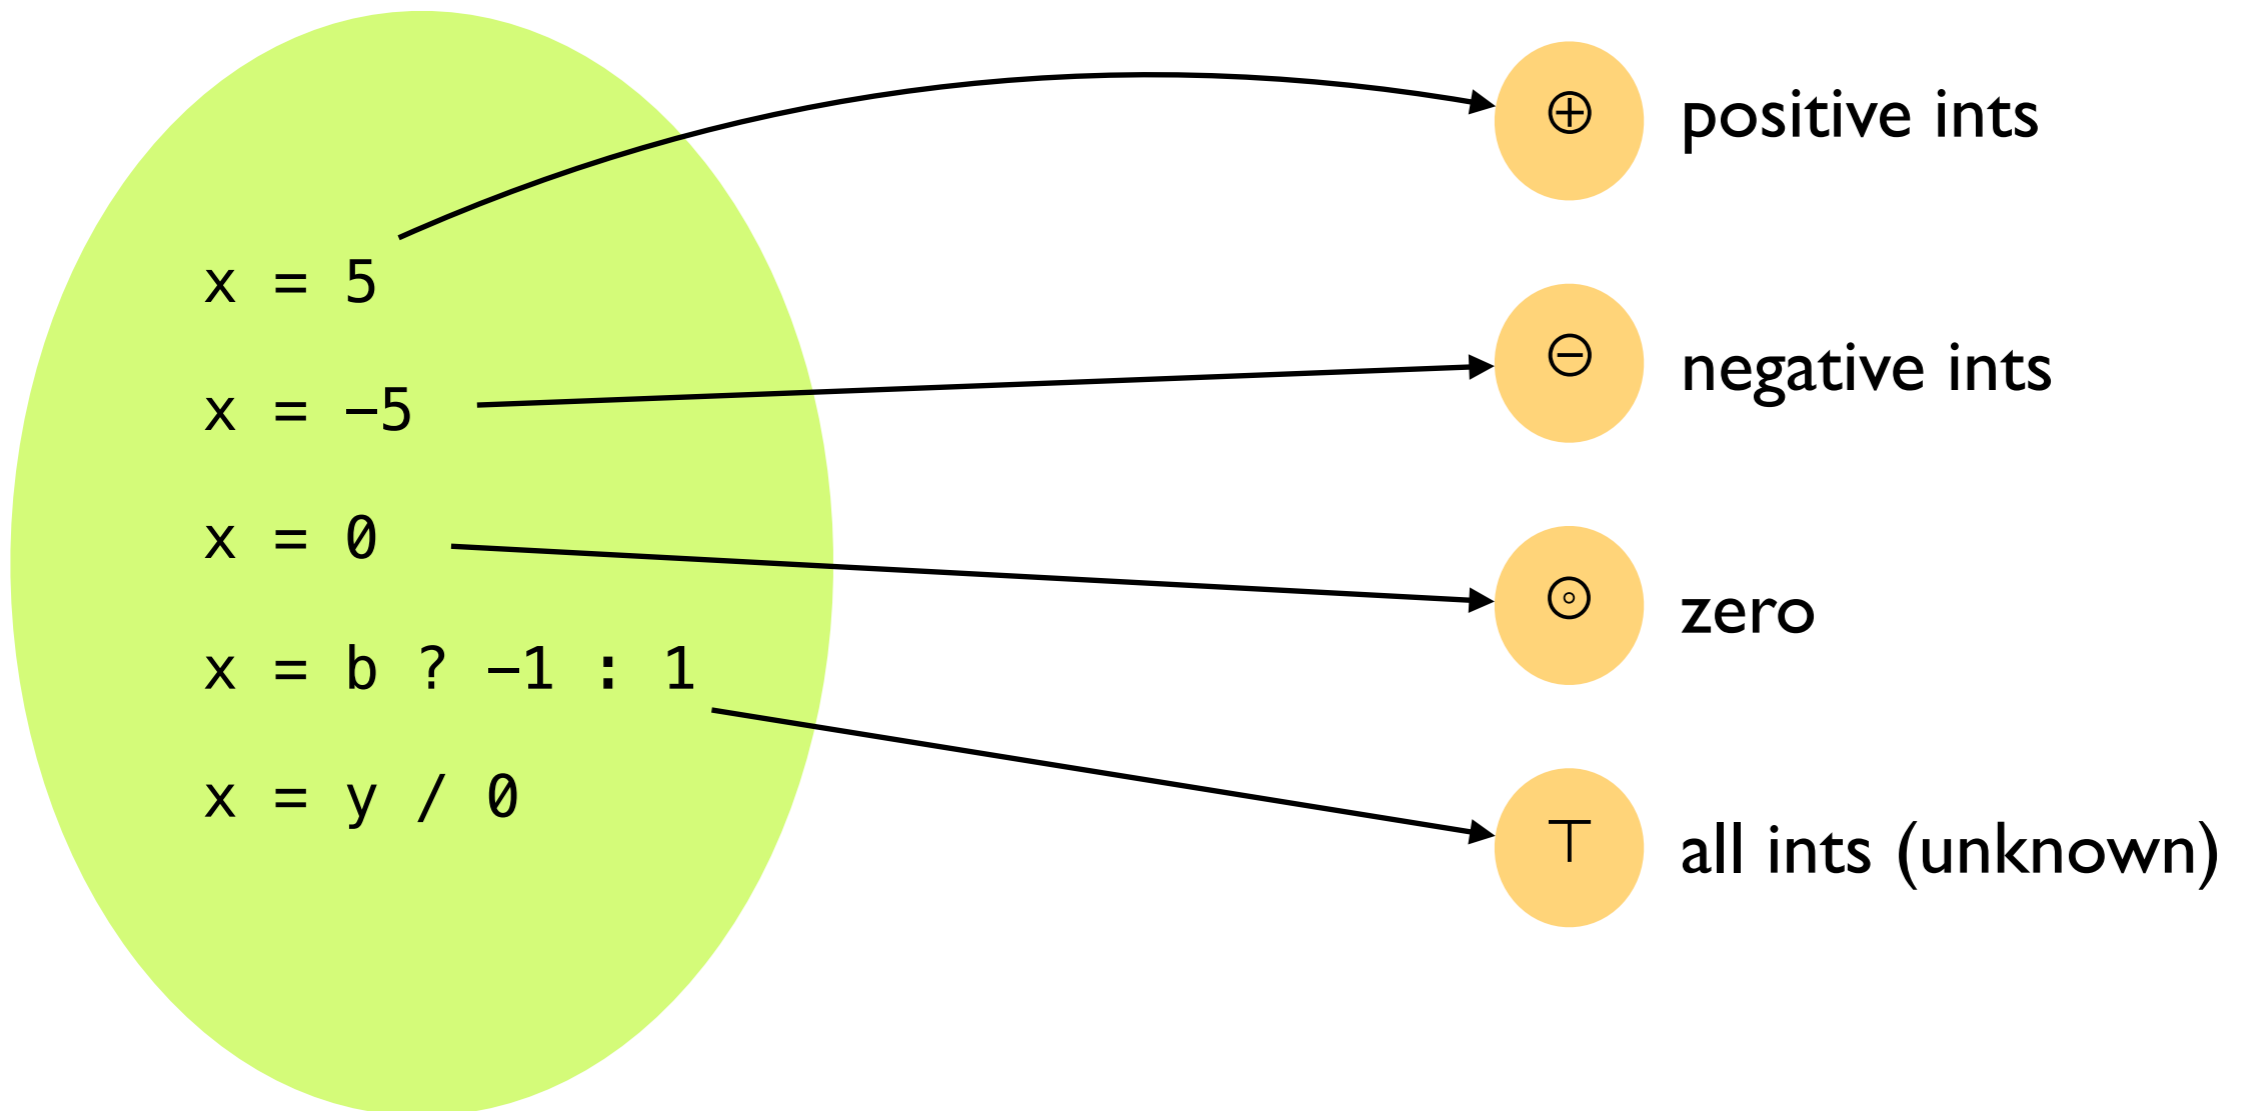 x = 5
x = −5
x = 0
x = b ? −1 : 1
x = y / 0
⊕ positive ints
⊖ negative ints
⊚ zero
⊤ all ints (unknown)